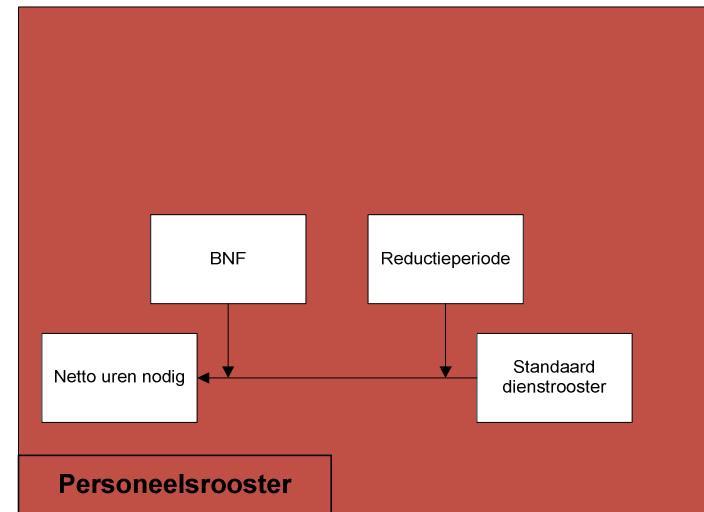 BNF
Reductieperiode
Netto uren nodig
Standaard
dienstrooster
Personeelsrooster